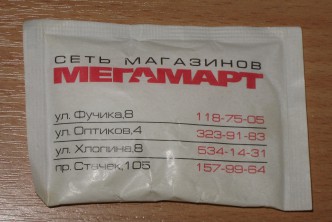 СЕТЬ МАГАЗИНОВ
МЕГАМАРТ
ул. Фучика,8 118-75-05
ул. Оптиков,4 323-91-83
ул. Хлопина,8 534-14-31
пр. Стачек,105 157-99-64